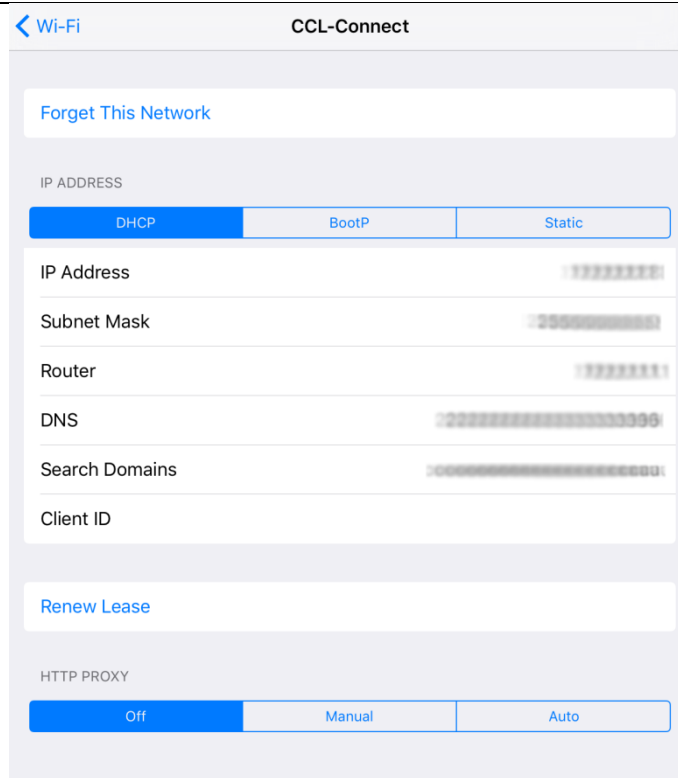 Wi-Fi CCL-Connect
Forget This Network
IP ADDRESS
DHCP BootP Static
IP Address
Subnet Mask
Router
DNS
Search Domains
Client ID
Renew Lease
HTTP PROXY
Off Manual Auto